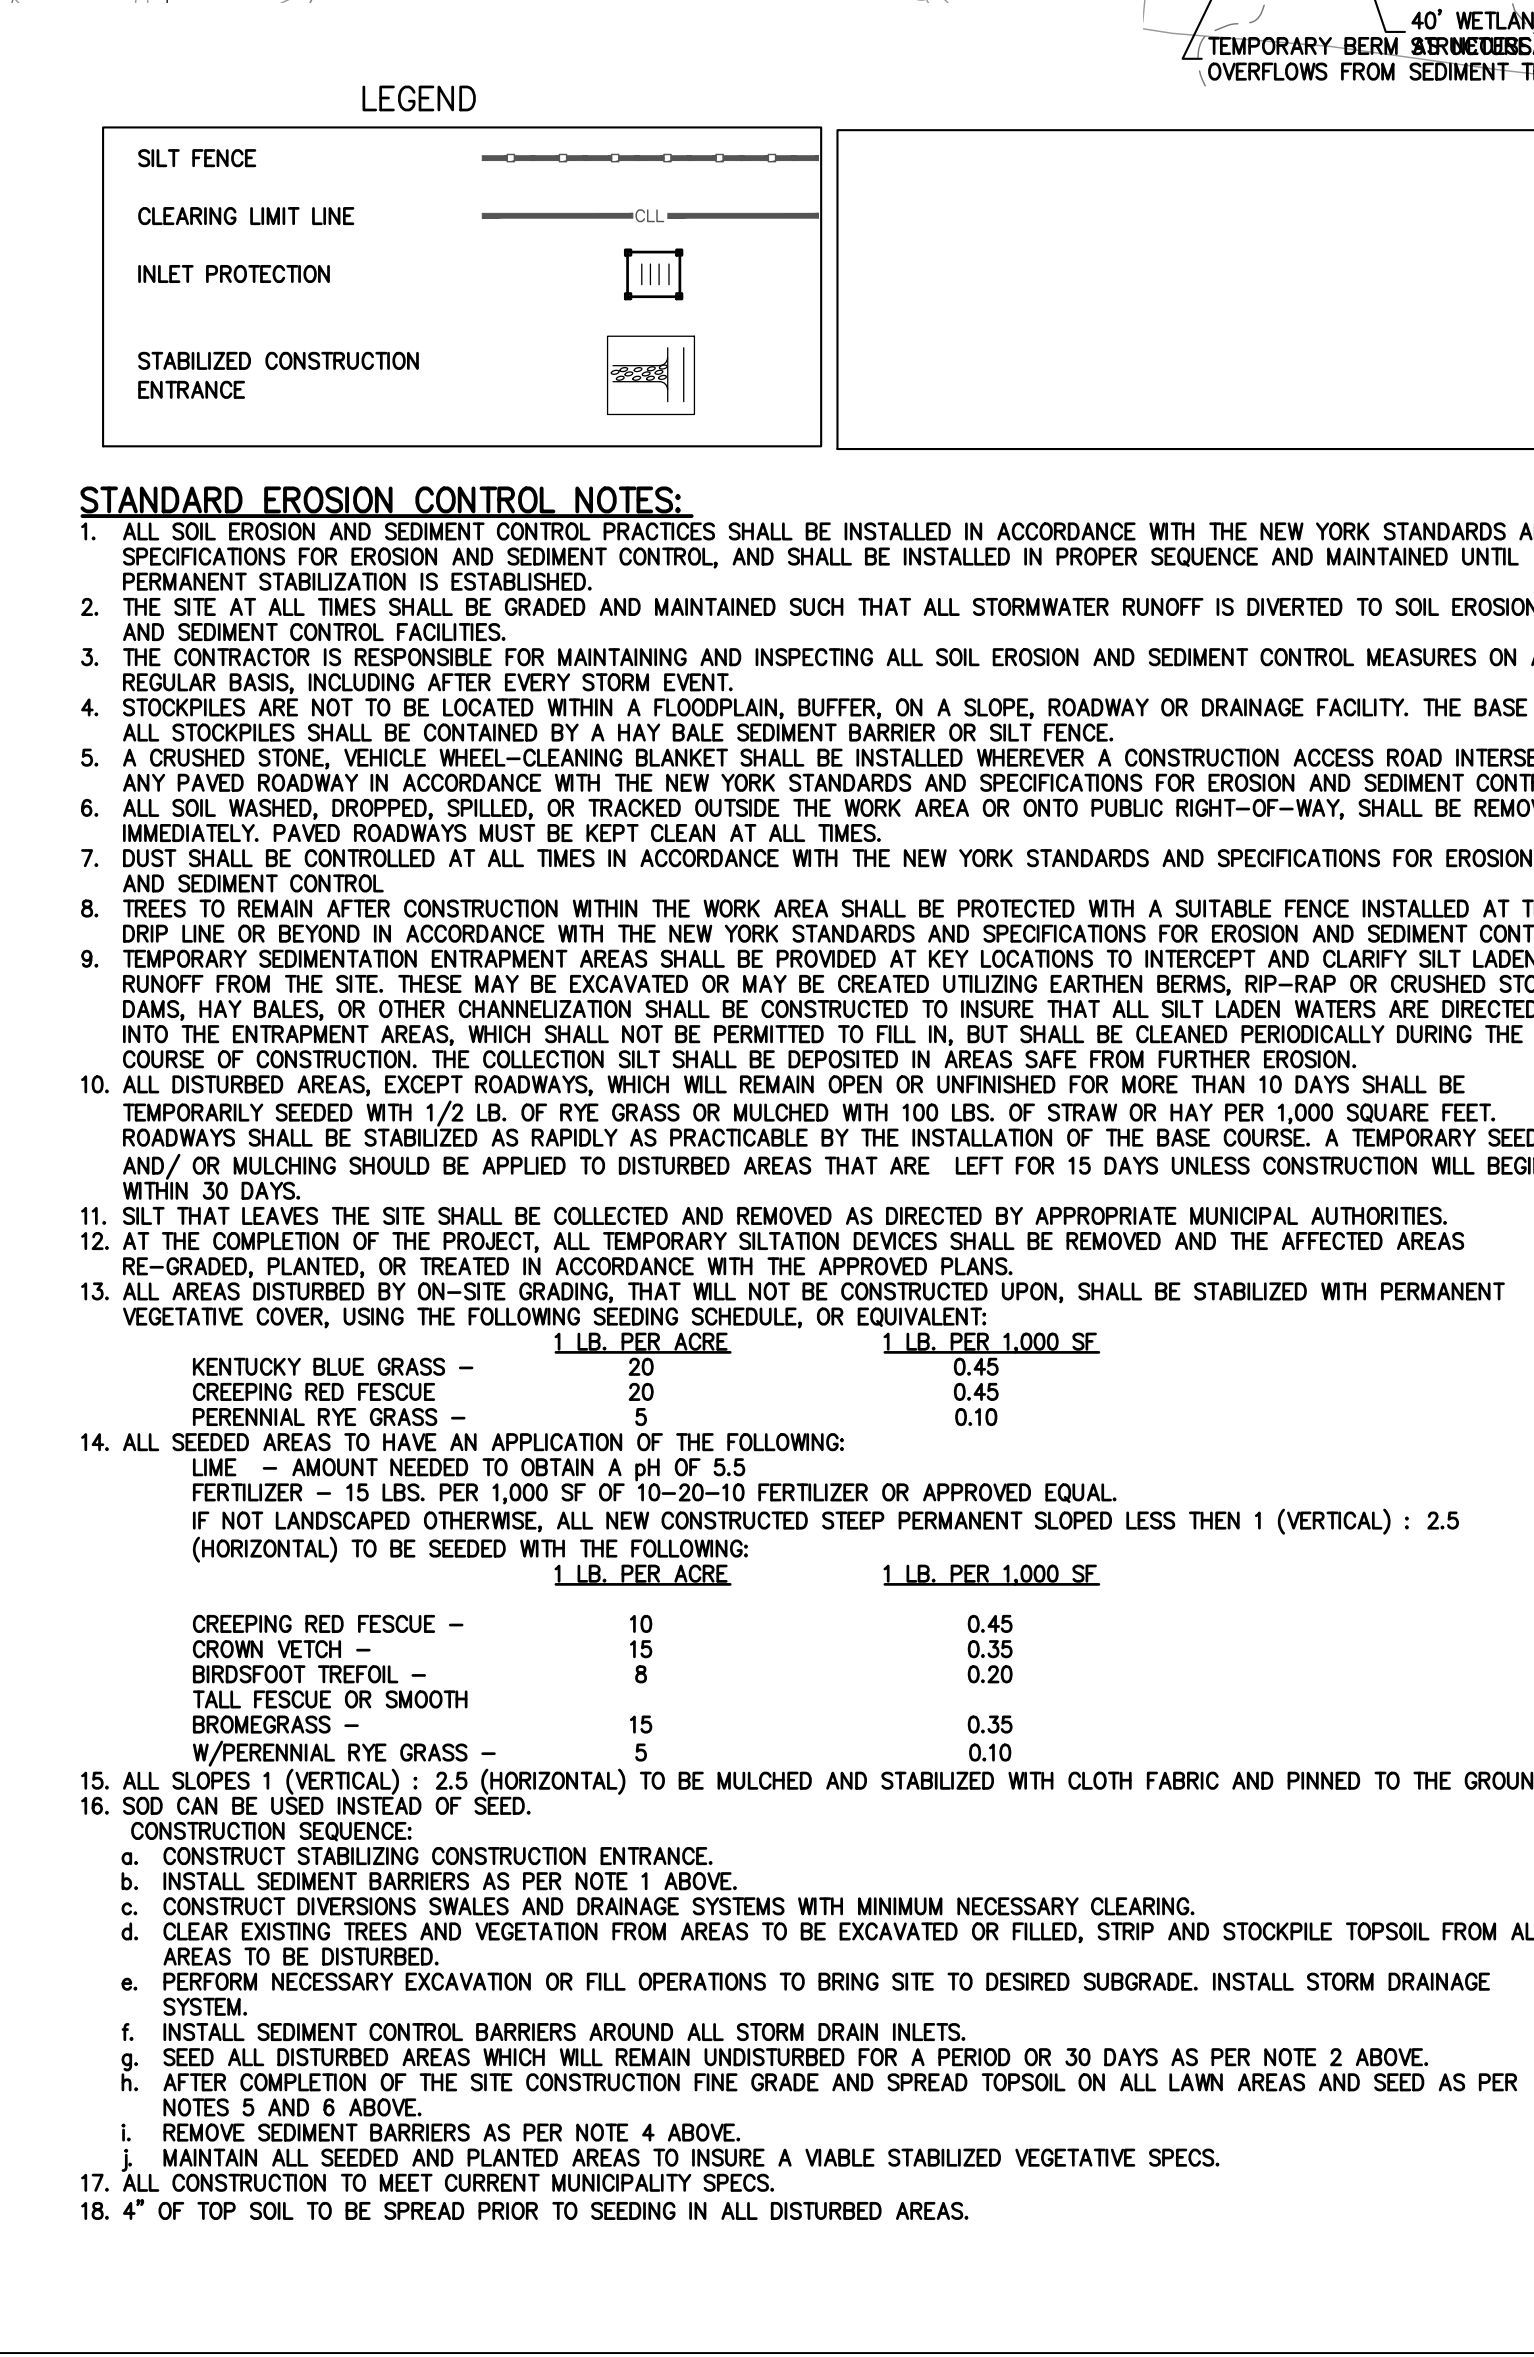 40' WETLAN
TEMPORARY BERM
OVERFLOWS FROM SEDIMENT
LEGEND
SILT FENCE
CLEARING LIMIT LINE
CLL
INLET PROTECTION
STABILIZED CONSTRUCTION
ENTRANCE
STANDARD EROSION CONTROL NOTES:
1. ALL SOIL EROSION AND SEDIMENT CONTROL PRACTICES SHALL BE INSTALLED IN ACCORDANCE WITH THE NEW YORK STANDARDS
SPECIFICATIONS FOR EROSION AND SEDIMENT CONTROL, AND SHALL BE INSTALLED IN PROPER SEQUENCE AND MAINTAINED UNTIL
PERMANENT STABILIZATION IS ESTABLISHED.
2. THE SITE AT ALL TIMES SHALL BE GRADED AND MAINTAINED SUCH THAT ALL STORMWATER RUNOFF IS DIVERTED TO SOIL EROSION
AND SEDIMENT CONTROL FACILITIES.
3. THE CONTRACTOR IS RESPONSIBLE FOR MAINTAINING AND INSPECTING ALL SOIL EROSION AND SEDIMENT CONTROL MEASURES ON A
REGULAR BASIS, INCLUDING AFTER EVERY STORM EVENT.
4. STOCKPILES ARE NOT TO BE LOCATED WITHIN A FLOODPLAIN, BUFFER, ON A SLOPE, ROADWAY OR DRAINAGE FACILITY. THE BASE
ALL STOCKPILES SHALL BE CONTAINED BY A HAY BALE SEDIMENT BARRIER OR SILT FENCE.
5. A CRUSHED STONE, VEHICLE WHEEL-CLEANING BLANKET SHALL BE INSTALLED WHEREVER A CONSTRUCTION ACCESS ROAD INTERSE
ANY PAVED ROADWAY IN ACCORDANCE WITH THE NEW YORK STANDARDS AND SPECIFICATIONS FOR EROSION AND SEDIMENT CONT
6. ALL SOIL WASHED, DROPPED, SPILLED, OR TRACKED OUTSIDE THE WORK AREA OR ONTO PUBLIC RIGHT-OF-WAY, SHALL BE REMOV
IMMEDIATELY. PAVED ROADWAYS MUST BE KEPT CLEAN AT ALL TIMES.
7. DUST SHALL BE CONTROLLED AT ALL TIMES IN ACCORDANCE WITH THE NEW YORK STANDARDS AND SPECIFICATIONS FOR EROSION
AND SEDIMENT CONTROL
8. TREES TO REMAIN AFTER CONSTRUCTION WITHIN THE WORK AREA SHALL BE PROTECTED WITH A SUITABLE FENCE INSTALLED AT T
DRIP LINE OR BEYOND IN ACCORDANCE WITH THE NEW YORK STANDARDS AND SPECIFICATIONS FOR EROSION AND SEDIMENT CONT
9. TEMPORARY SEDIMENTATION ENTRAPMENT AREAS SHALL BE PROVIDED AT KEY LOCATIONS TO INTERCEPT AND CLARIFY SILT LADEN
RUNOFF FROM THE SITE. THESE MAY BE EXCAVATED OR MAY BE CREATED UTILIZING EARTHEN BERMS, RIP-RAP OR CRUSHED STO
DAMS, HAY BALES, OR OTHER CHANNELIZATION SHALL BE CONSTRUCTED TO INSURE THAT ALL SILT LADEN WATERS ARE DIRECTED
INTO THE ENTRAPMENT AREAS, WHICH SHALL NOT BE PERMITTED TO FILL IN, BUT SHALL BE CLEANED PERIODICALLY DURING THE
COURSE OF CONSTRUCTION. THE COLLECTION SILT SHALL BE DEPOSITED IN AREAS SAFE FROM FURTHER EROSION.
10. ALL DISTURBED AREAS, EXCEPT ROADWAYS, WHICH WILL REMAIN OPEN OR UNFINISHED FOR MORE THAN 10 DAYS SHALL BE
TEMPORARILY SEEDED WITH 1/2 LB. OF RYE GRASS OR MULCHED WITH 100 LBS. OF STRAW OR HAY PER 1,000 SQUARE FEET.
ROADWAYS SHALL BE STABILIZED AS RAPIDLY AS PRACTICABLE BY THE INSTALLATION OF THE BASE COURSE. A TEMPORARY SEED
AND/ OR MULCHING SHOULD BE APPLIED TO DISTURBED AREAS THAT ARE LEFT FOR 15 DAYS UNLESS CONSTRUCTION WILL BEGI
WITHIN 30 DAYS.
11. SILT THAT LEAVES THE SITE SHALL BE COLLECTED AND REMOVED AS DIRECTED BY APPROPRIATE MUNICIPAL AUTHORITIES.
12. AT THE COMPLETION OF THE PROJECT, ALL TEMPORARY SILTATION DEVICES SHALL BE REMOVED AND THE AFFECTED AREAS
RE-GRADED, PLANTED, OR TREATED IN ACCORDANCE WITH THE APPROVED PLANS.
13. ALL AREAS DISTURBED BY ON-SITE GRADING, THAT WILL NOT BE CONSTRUCTED UPON, SHALL BE STABILIZED WITH PERMANENT
VEGETATIVE COVER, USING THE FOLLOWING SEEDING SCHEDULE, OR EQUIVALENT:
1 LB. PER ACRE 1 LB. PER 1,000 SF
KENTUCKY BLUE GRASS - 20 0.45
CREEPING RED FESCUE 20 0.45
PERENNIAL RYE GRASS - 5 0.10
14. ALL SEEDED AREAS TO HAVE AN APPLICATION OF THE FOLLOWING:
LIME - AMOUNT NEEDED TO OBTAIN A pH OF 5.5
FERTILIZER - 15 LBS. PER 1,000 SF OF 10-20-10 FERTILIZER OR APPROVED EQUAL.
IF NOT LANDSCAPED OTHERWISE, ALL NEW CONSTRUCTED STEEP PERMANENT SLOPED LESS THEN 1 (VERTICAL) : 2.5
(HORIZONTAL) TO BE SEEDED WITH THE FOLLOWING:
1 LB. PER ACRE 1 LB. PER 1,000 SF
CREEPING RED FESCUE - 10 0.45
CROWN VETCH - 15 0.35
BIRDSFOOT TREFOIL - 8 0.20
TALL FESCUE OR SMOOTH
BROMEGRASS - 15 0.35
W/PERENNIAL RYE GRASS - 5 0.10
15. ALL SLOPES 1 (VERTICAL) : 2.5 (HORIZONTAL) TO BE MULCHED AND STABILIZED WITH CLOTH FABRIC AND PINNED TO THE GROUN
16. SOD CAN BE USED INSTEAD OF SEED.
CONSTRUCTION SEQUENCE:
a. CONSTRUCT STABILIZING CONSTRUCTION ENTRANCE.
b. INSTALL SEDIMENT BARRIERS AS PER NOTE 1 ABOVE.
c. CONSTRUCT DIVERSIONS SWALES AND DRAINAGE SYSTEMS WITH MINIMUM NECESSARY CLEARING.
d. CLEAR EXISTING TREES AND VEGETATION FROM AREAS TO BE EXCAVATED OR FILLED, STRIP AND STOCKPILE TOPSOIL FROM AL
AREAS TO BE DISTURBED.
e. PERFORM NECESSARY EXCAVATION OR FILL OPERATIONS TO BRING SITE TO DESIRED SUBGRADE. INSTALL STORM DRAINAGE
SYSTEM.
f. INSTALL SEDIMENT CONTROL BARRIERS AROUND ALL STORM DRAIN INLETS.
g. SEED ALL DISTURBED AREAS WHICH WILL REMAIN UNDISTURBED FOR A PERIOD OR 30 DAYS AS PER NOTE 2 ABOVE.
h. AFTER COMPLETION OF THE SITE CONSTRUCTION FINE GRADE AND SPREAD TOPSOIL ON ALL LAWN AREAS AND SEED AS PER
NOTES 5 AND 6 ABOVE.
i. REMOVE SEDIMENT BARRIERS AS PER NOTE 4 ABOVE.
j. MAINTAIN ALL SEEDED AND PLANTED AREAS TO INSURE A VIABLE STABILIZED VEGETATIVE SPECS.
17. ALL CONSTRUCTION TO MEET CURRENT MUNICIPALITY SPECS.
18. 4" OF TOP SOIL TO BE SPREAD PRIOR TO SEEDING IN ALL DISTURBED AREAS.